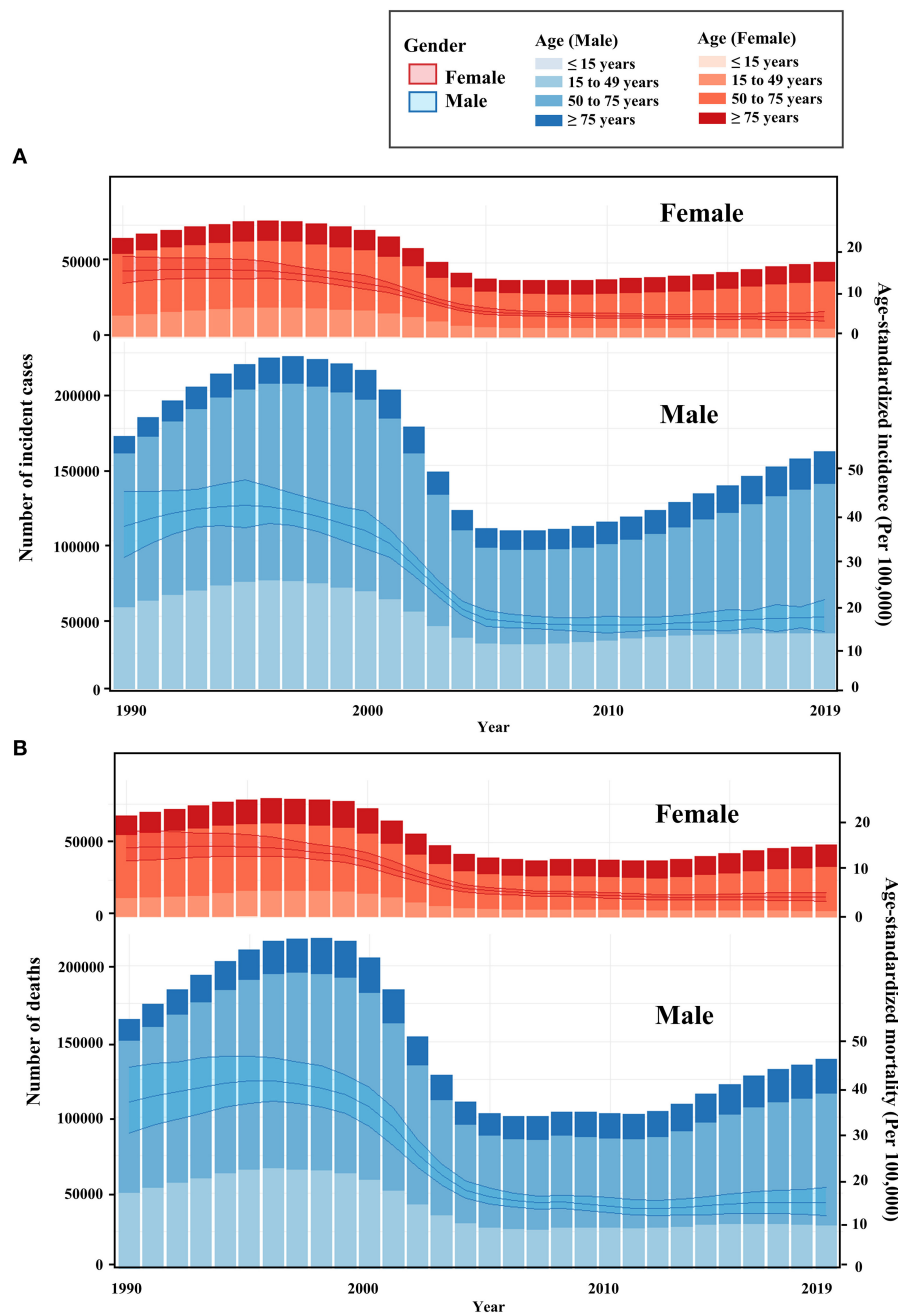 Gender
Female
Male
Age (Male)
≤ 15 years
15 to 49 years
50 to 75 years
≥ 75 years
Age (Female)
≤ 15 years
15 to 49 years
50 to 75 years
≥ 75 years
A
Female
50000
0
20
10
0
Male
200000
150000
100000
50000
0
50
40
30
20
10
0
Number of incident cases
Age-standardized incidence (Per 100,000)
1990
2000
2010
2019
Year
B
Female
50000
0
20
10
0
Male
200000
150000
100000
50000
0
50
40
30
20
10
0
Number of deaths
Age-standardized mortality (Per 100,000)
1990
2000
2010
2019
Year